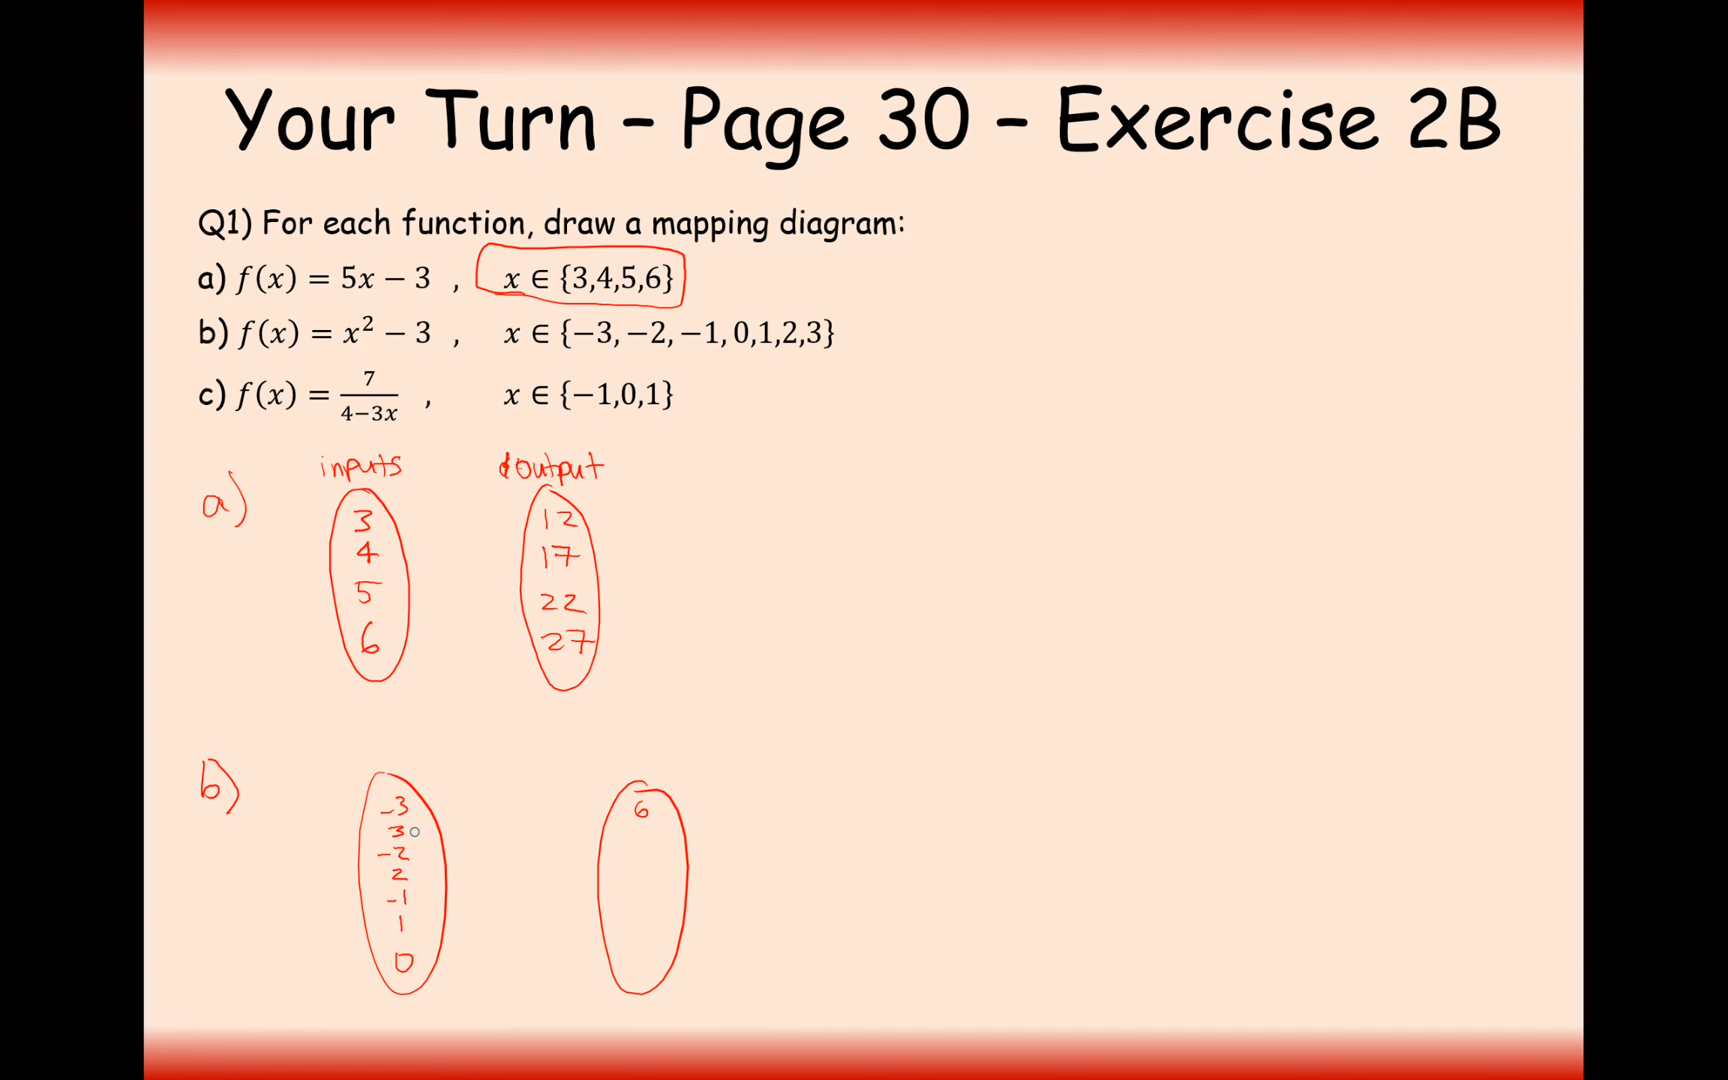 Your Turn – Page 30 – Exercise 2B
Q1) For each function, draw a mapping diagram:
a) f(x) = 5x − 3 , x ∈ {3,4,5,6}
b) f(x) = x² − 3 , x ∈ {−3, −2, −1, 0,1,2,3}
c) f(x) = 7/(4−3x) , x ∈ {−1,0,1}
inputs output
a)
3 12
4 17
5 22
6 27
b)
-3 6
3
-2
2
-1
1
0